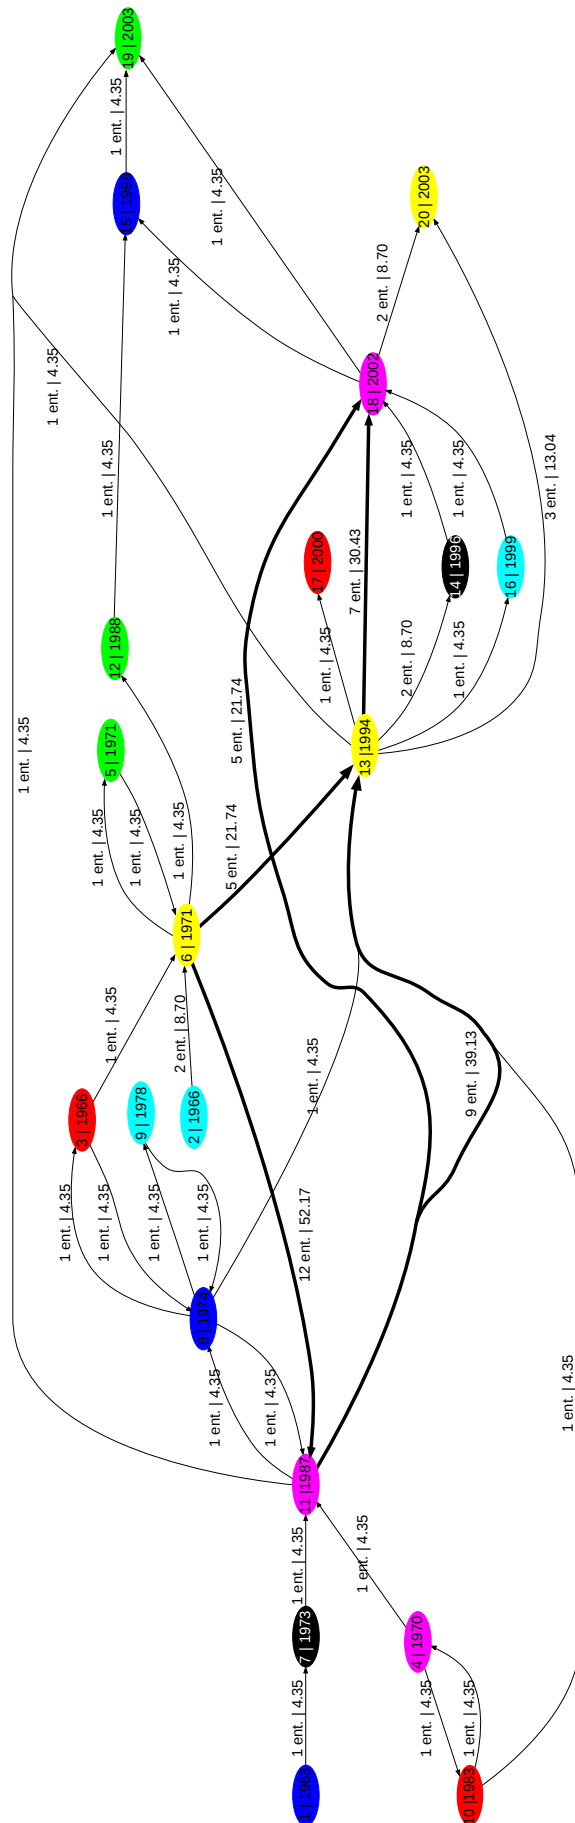 19 | 2003
1 ent. | 4.35
15 | 1998
1 ent. | 4.35
20 | 2003
1 ent. | 4.35
2 ent. | 8.70
1 ent. | 4.35
18 | 2002
1 ent. | 4.35
1 ent. | 4.35
1 ent. | 4.35
3 ent. | 13.04
17 | 2000
7 ent. | 30.43
14 | 1996
16 | 1999
12 | 1988
1 ent. | 4.35
2 ent. | 8.70
1 ent. | 4.35
5 ent. | 21.74
1 ent. | 4.35
5 | 1971
13 |1994
1 ent. | 4.35
1 ent. | 4.35
1 ent. | 4.35
5 ent. | 21.74
6 | 1971
1 ent. | 4.35
2 ent. | 8.70
1 ent. | 4.35
9 ent. | 39.13
3 | 1966
9 | 1978
2 | 1966
1 ent. | 4.35
1 ent. | 4.35
1 ent. | 4.35
1 ent. | 4.35
12 ent. | 52.17
8 | 1974
1 ent. | 4.35
1 ent. | 4.35
1 ent. | 4.35
11 |1987
1 ent. | 4.35
1 ent. | 4.35
7 | 1973
4 | 1970
1 ent. | 4.35
1 ent. | 4.35
1 ent. | 4.35
1 | 1963
10 |1983